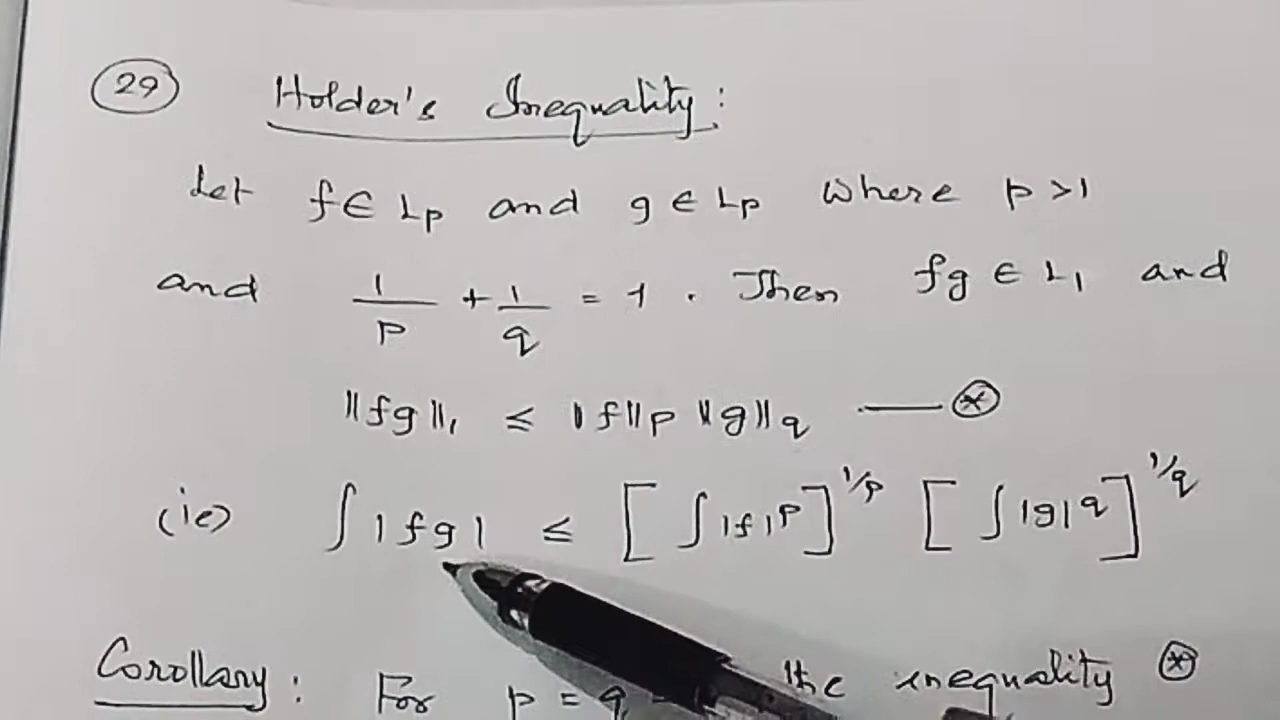 29 Holder's Inequality:
Let f ∈ Lp and g ∈ Lp where p > 1
and 1/p + 1/q = 1. Then fg ∈ L₁ and
‖fg‖₁ ≤ ‖f‖p ‖g‖q — ⊛
(ie) ∫|fg| ≤ [∫|f|^p]^1/p [∫|g|^q]^1/q
Corollary: For p = q = the inequality ⊛